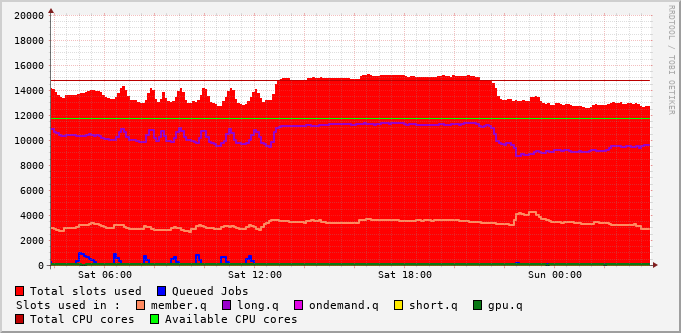 20000
18000
16000
14000
12000
10000
8000
6000
4000
2000
0
Sat 06:00 Sat 12:00 Sat 18:00 Sun 00:00
RRDTOOL / TOBI OETIKER
Total slots used Queued Jobs
Slots used in : member.q long.q ondemand.q short.q gpu.q
Total CPU cores Available CPU cores